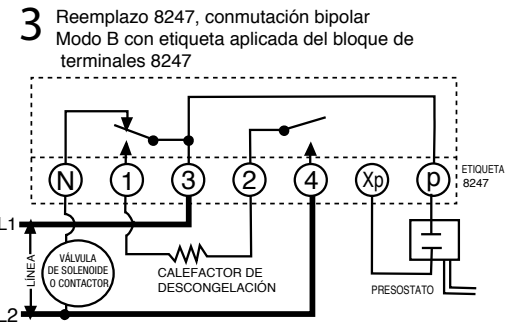 3 Reemplazo 8247, conmutación bipolar
Modo B con etiqueta aplicada del bloque de
terminales 8247
N 1 3 2 4 Xp p
ETIQUETA
8247
L1
LÍNEA
VÁLVULA
DE SOLENOIDE
O CONTACTOR
CALEFACTOR DE
DESCONGELACIÓN
PRESOSTATO
L2